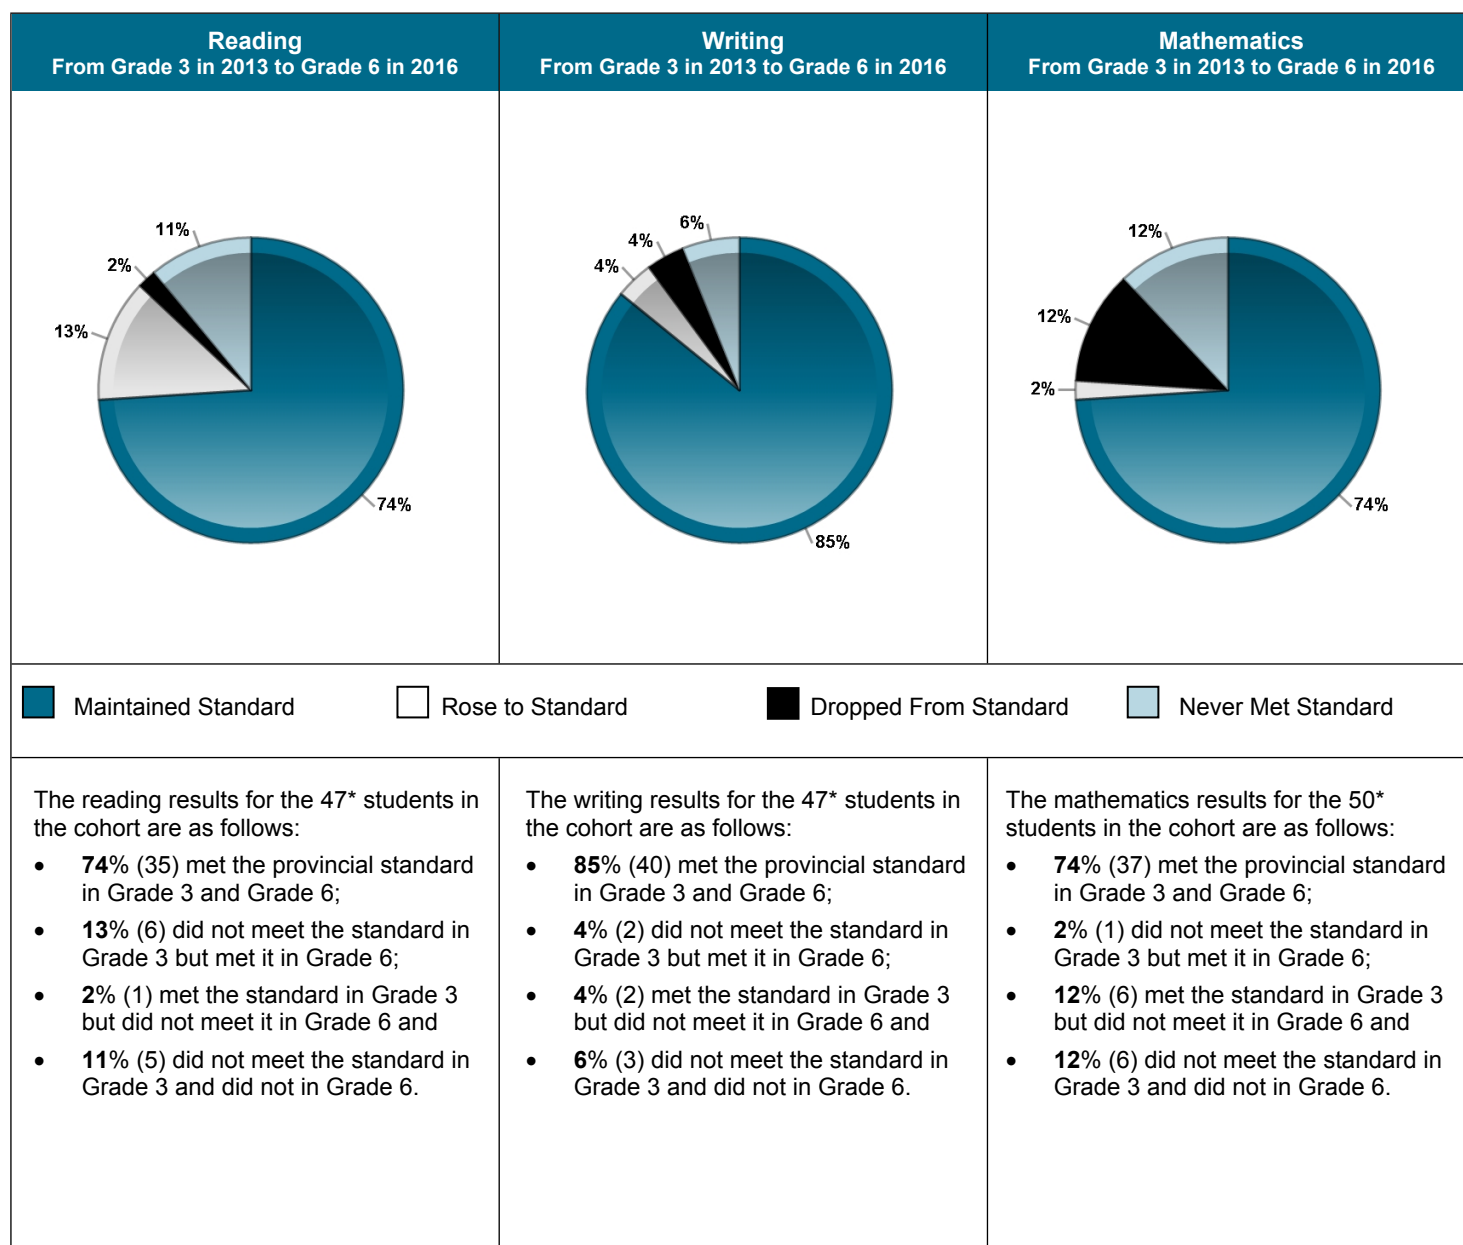 Reading
From Grade 3 in 2013 to Grade 6 in 2016
Writing
From Grade 3 in 2013 to Grade 6 in 2016
Mathematics
From Grade 3 in 2013 to Grade 6 in 2016
11%
2%
13%
74%
6%
4%
4%
85%
12%
12%
2%
74%
Maintained Standard
Rose to Standard
Dropped From Standard
Never Met Standard
The reading results for the 47* students in
the cohort are as follows:
• 74% (35) met the provincial standard
in Grade 3 and Grade 6;
• 13% (6) did not meet the standard in
Grade 3 but met it in Grade 6;
• 2% (1) met the standard in Grade 3
but did not meet it in Grade 6 and
• 11% (5) did not meet the standard in
Grade 3 and did not in Grade 6.
The writing results for the 47* students in
the cohort are as follows:
• 85% (40) met the provincial standard
in Grade 3 and Grade 6;
• 4% (2) did not meet the standard in
Grade 3 but met it in Grade 6;
• 4% (2) met the standard in Grade 3
but did not meet it in Grade 6 and
• 6% (3) did not meet the standard in
Grade 3 and did not in Grade 6.
The mathematics results for the 50*
students in the cohort are as follows:
• 74% (37) met the provincial standard
in Grade 3 and Grade 6;
• 2% (1) did not meet the standard in
Grade 3 but met it in Grade 6;
• 12% (6) met the standard in Grade 3
but did not meet it in Grade 6 and
• 12% (6) did not meet the standard in
Grade 3 and did not in Grade 6.